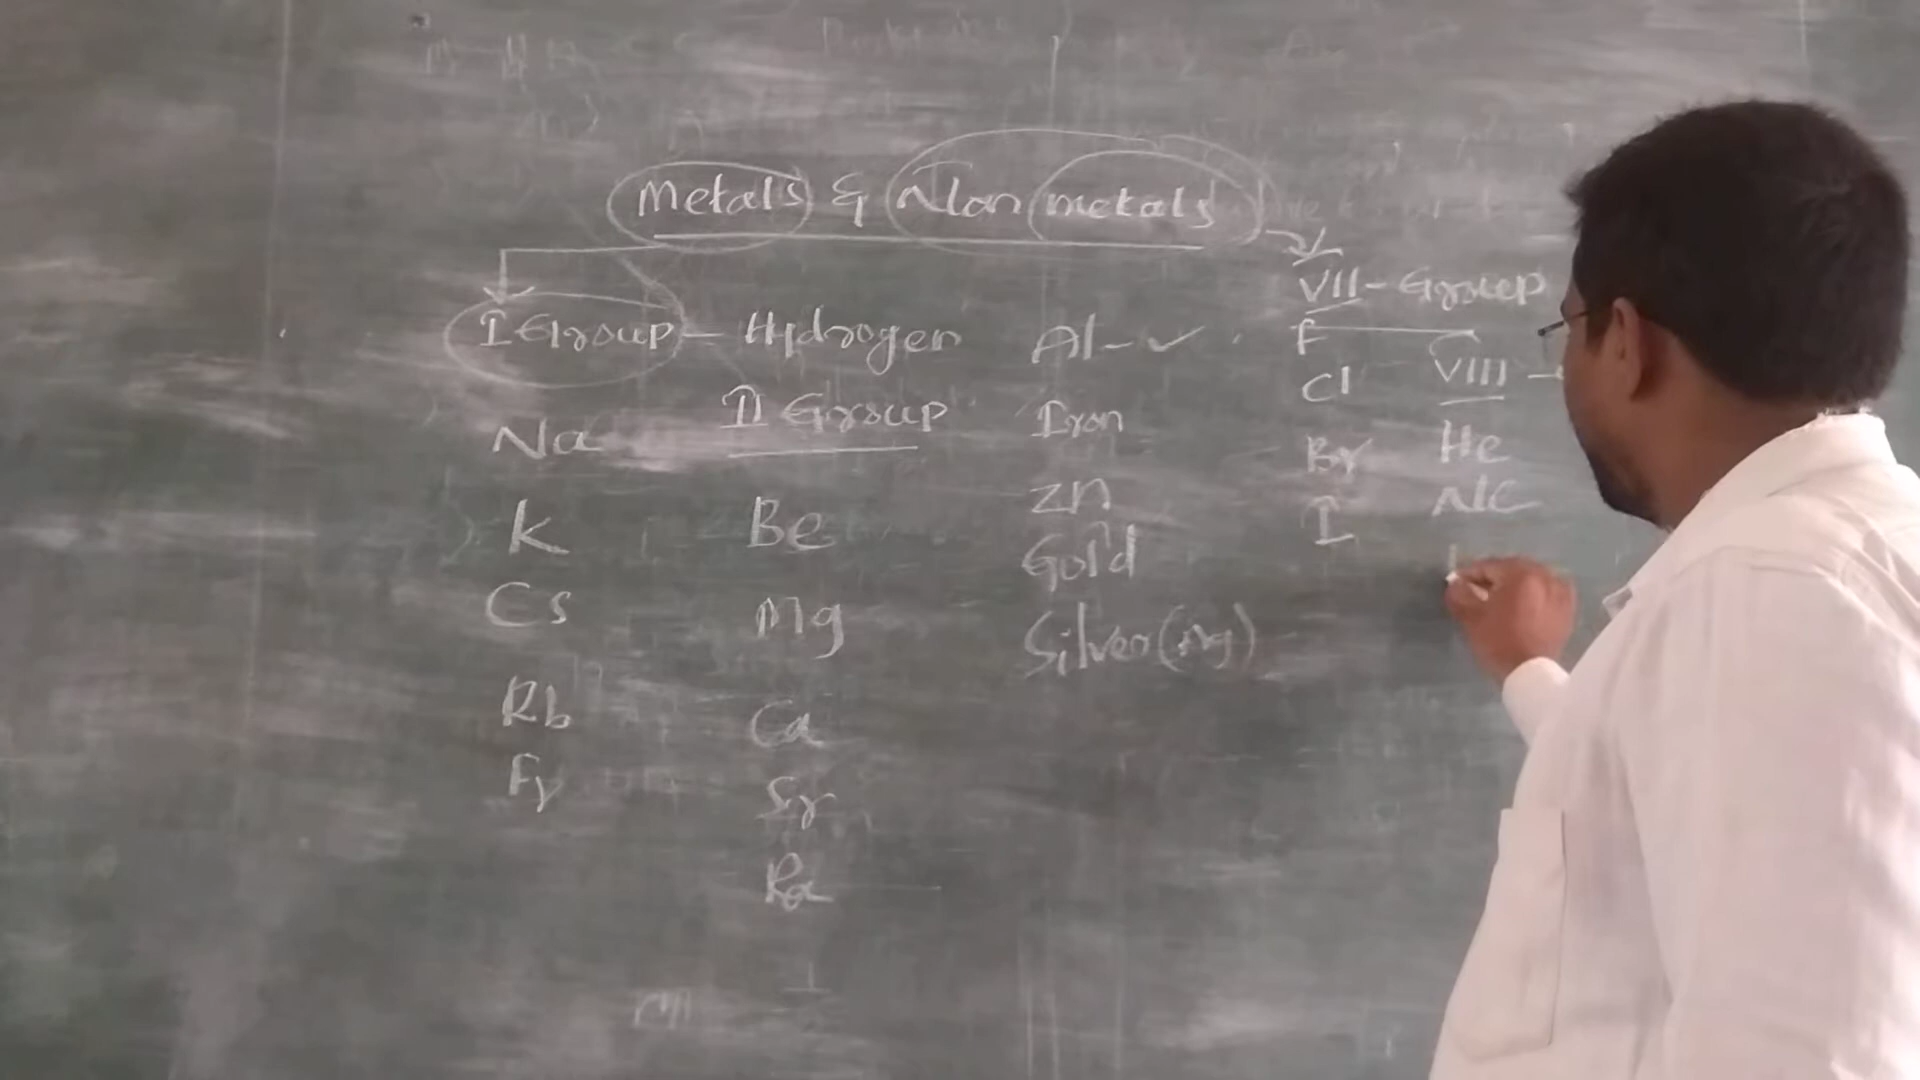 Metals & Non metals
I Group - Hydrogen
Na
K
Cs
Rb
Fr
II Group
Be
Mg
Ca
Sr
Ra
Al - ✓
Iron
Zn
Gold
Silver(Ag)
VII - Group
F
Cl
Br
I
VIII -
He
Ne